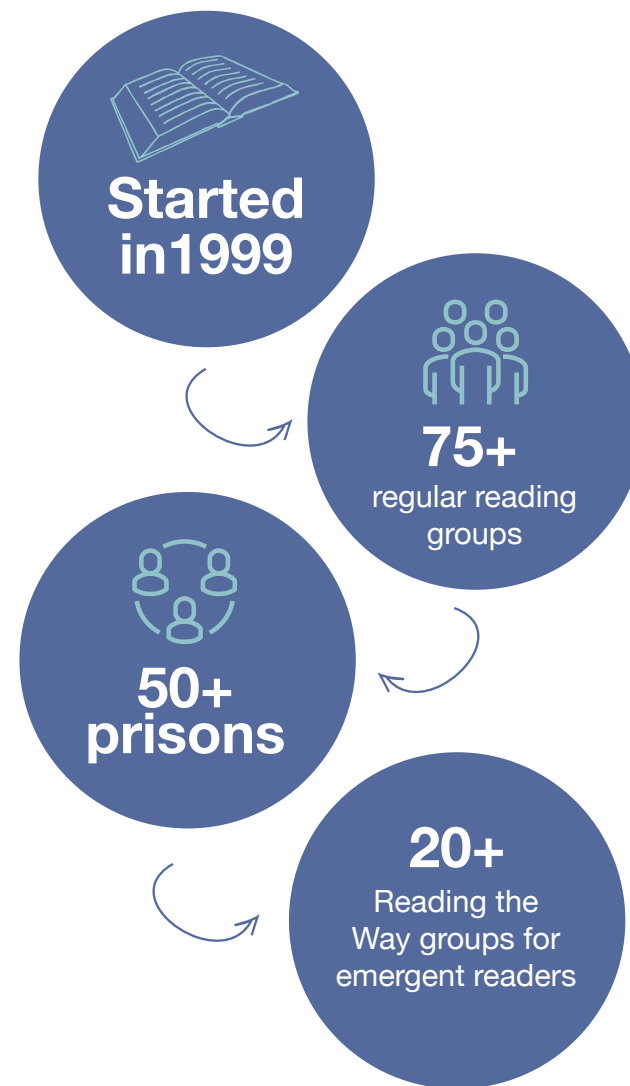 Started
in1999
75+
regular reading
groups
50+
prisons
20+
Reading the
Way groups for
emergent readers